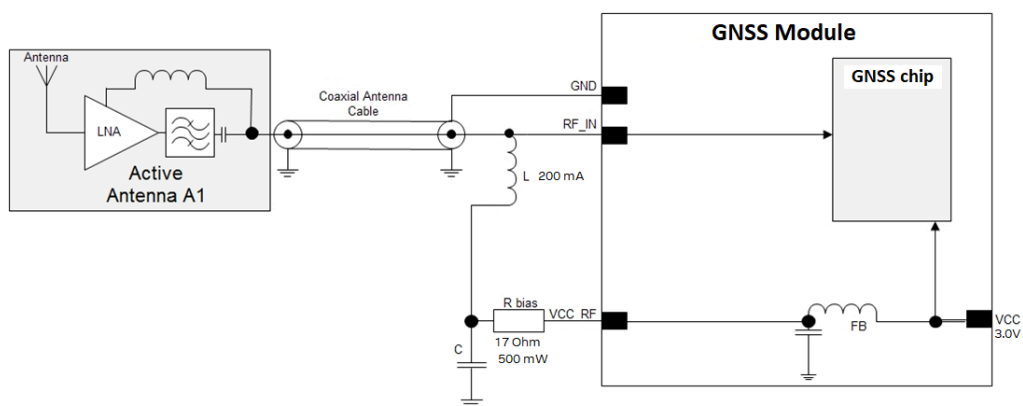 GNSS Module
Antenna
GNSS chip
LNA
Coaxial Antenna
Cable
GND
RF_IN
Active
Antenna A1
L 200 mA
R bias
VCC_RF
17 Ohm
500 mW
C
FB
VCC
3.0V